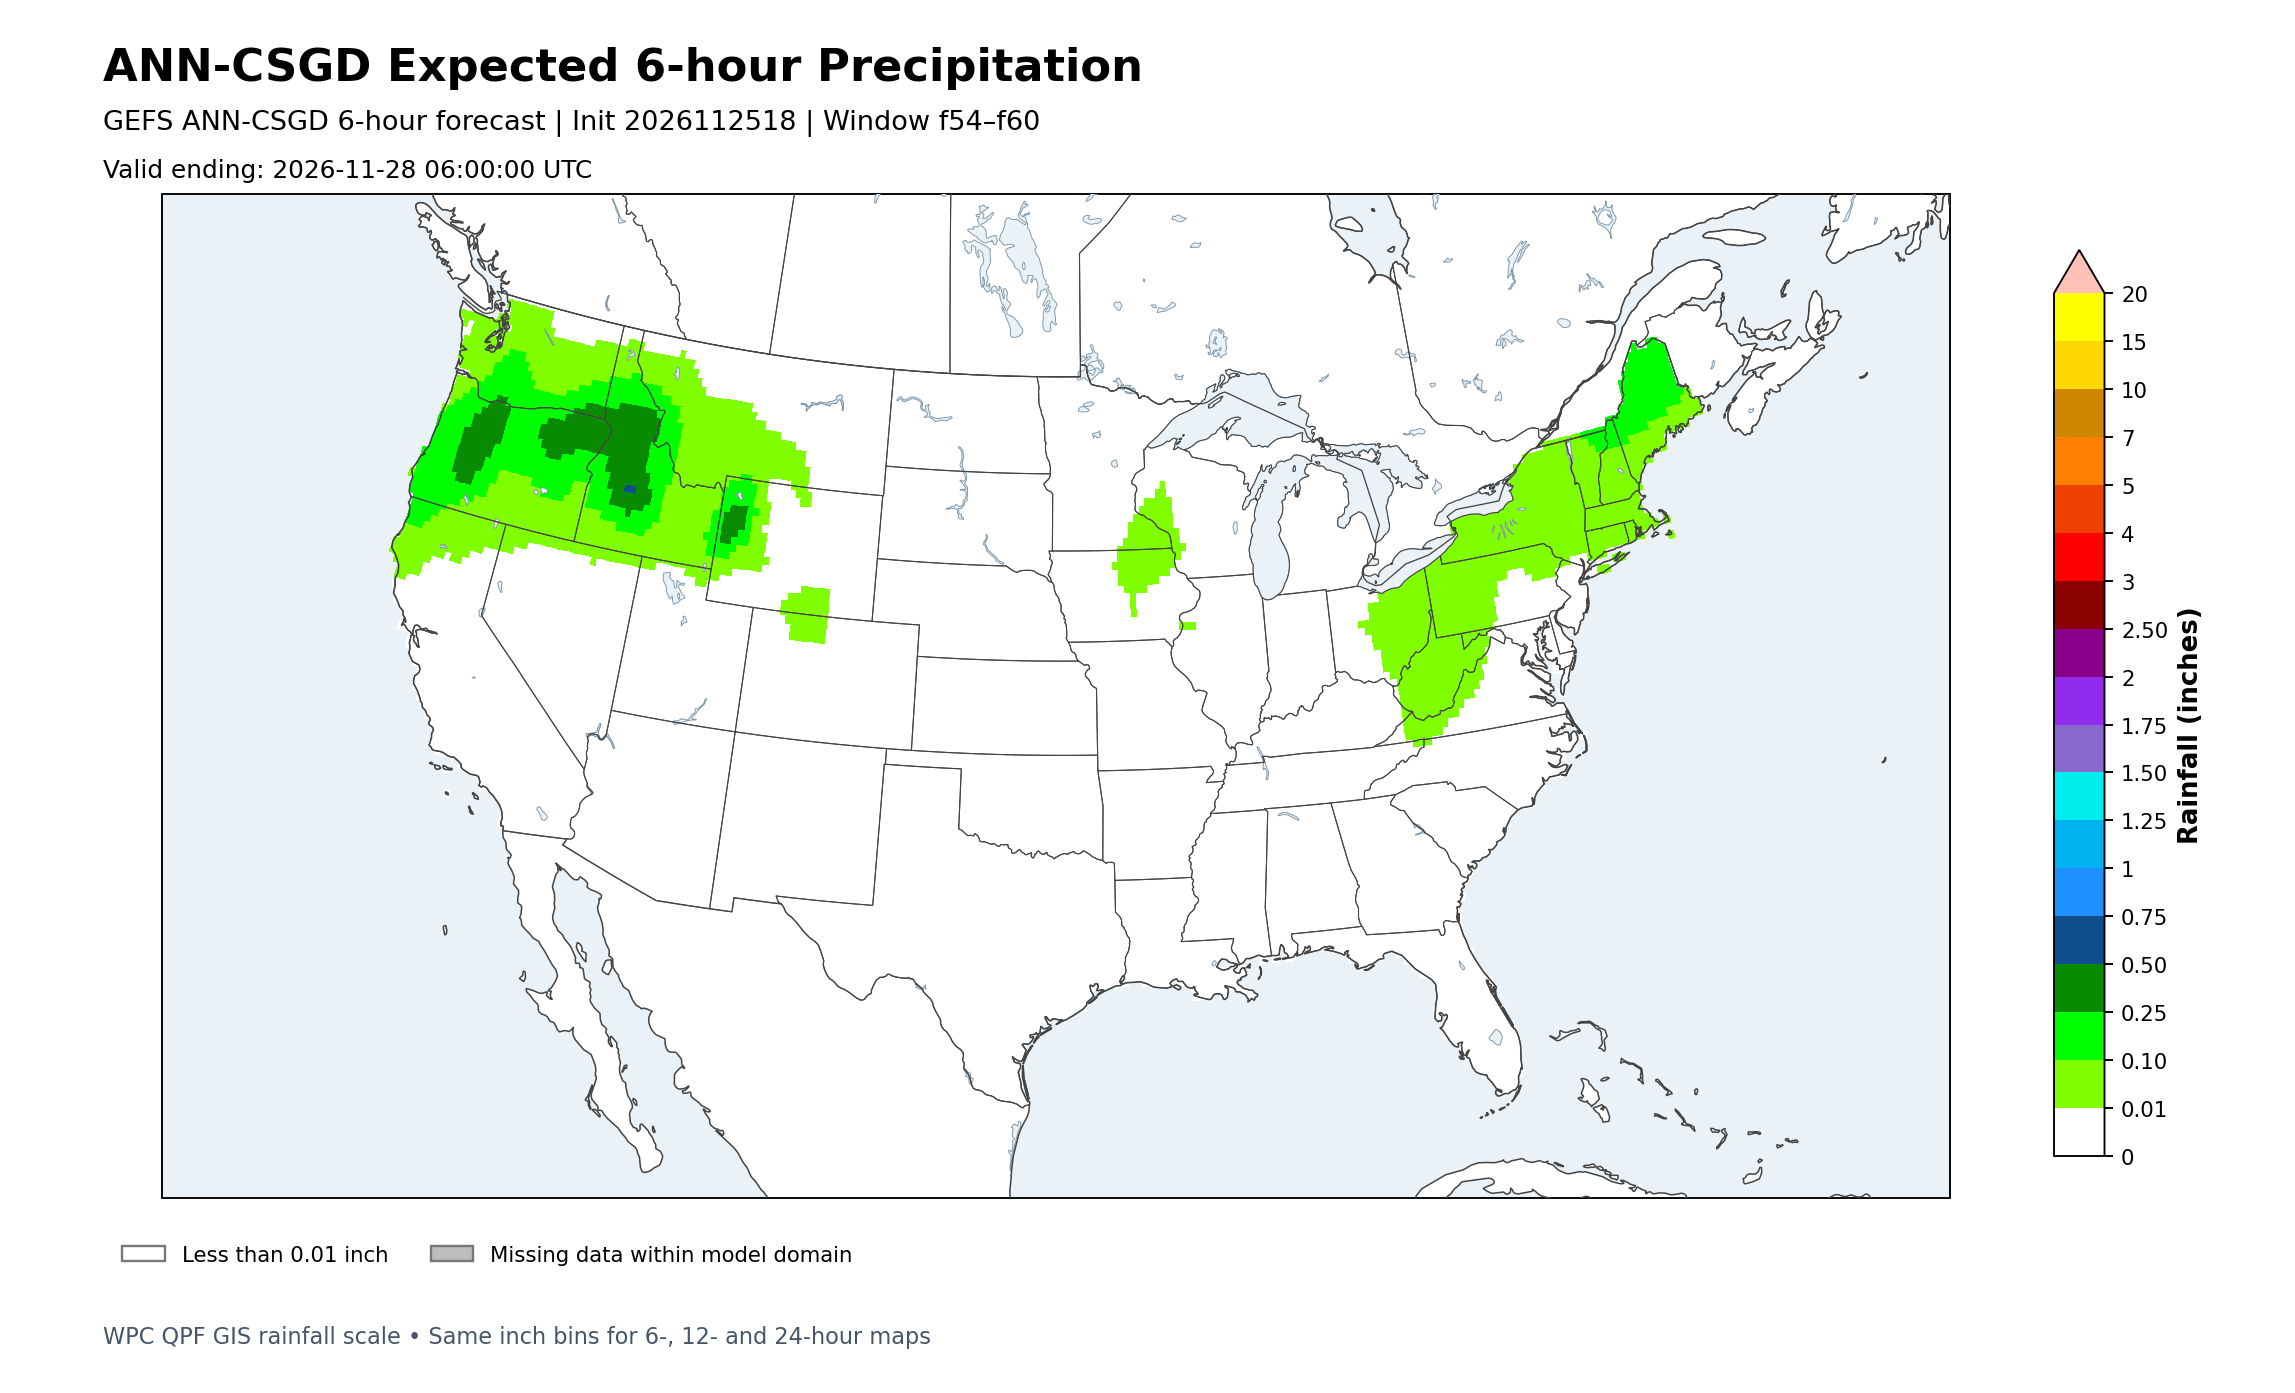 ANN-CSGD Expected 6-hour Precipitation
GEFS ANN-CSGD 6-hour forecast | Init 2026112518 | Window f54–f60
Valid ending: 2026-11-28 06:00:00 UTC
20
15
10
7
5
4
3
2.50
2
1.75
1.50
1.25
1
0.75
0.50
0.25
0.10
0.01
0
Rainfall (inches)
Less than 0.01 inch
Missing data within model domain
WPC QPF GIS rainfall scale • Same inch bins for 6-, 12- and 24-hour maps